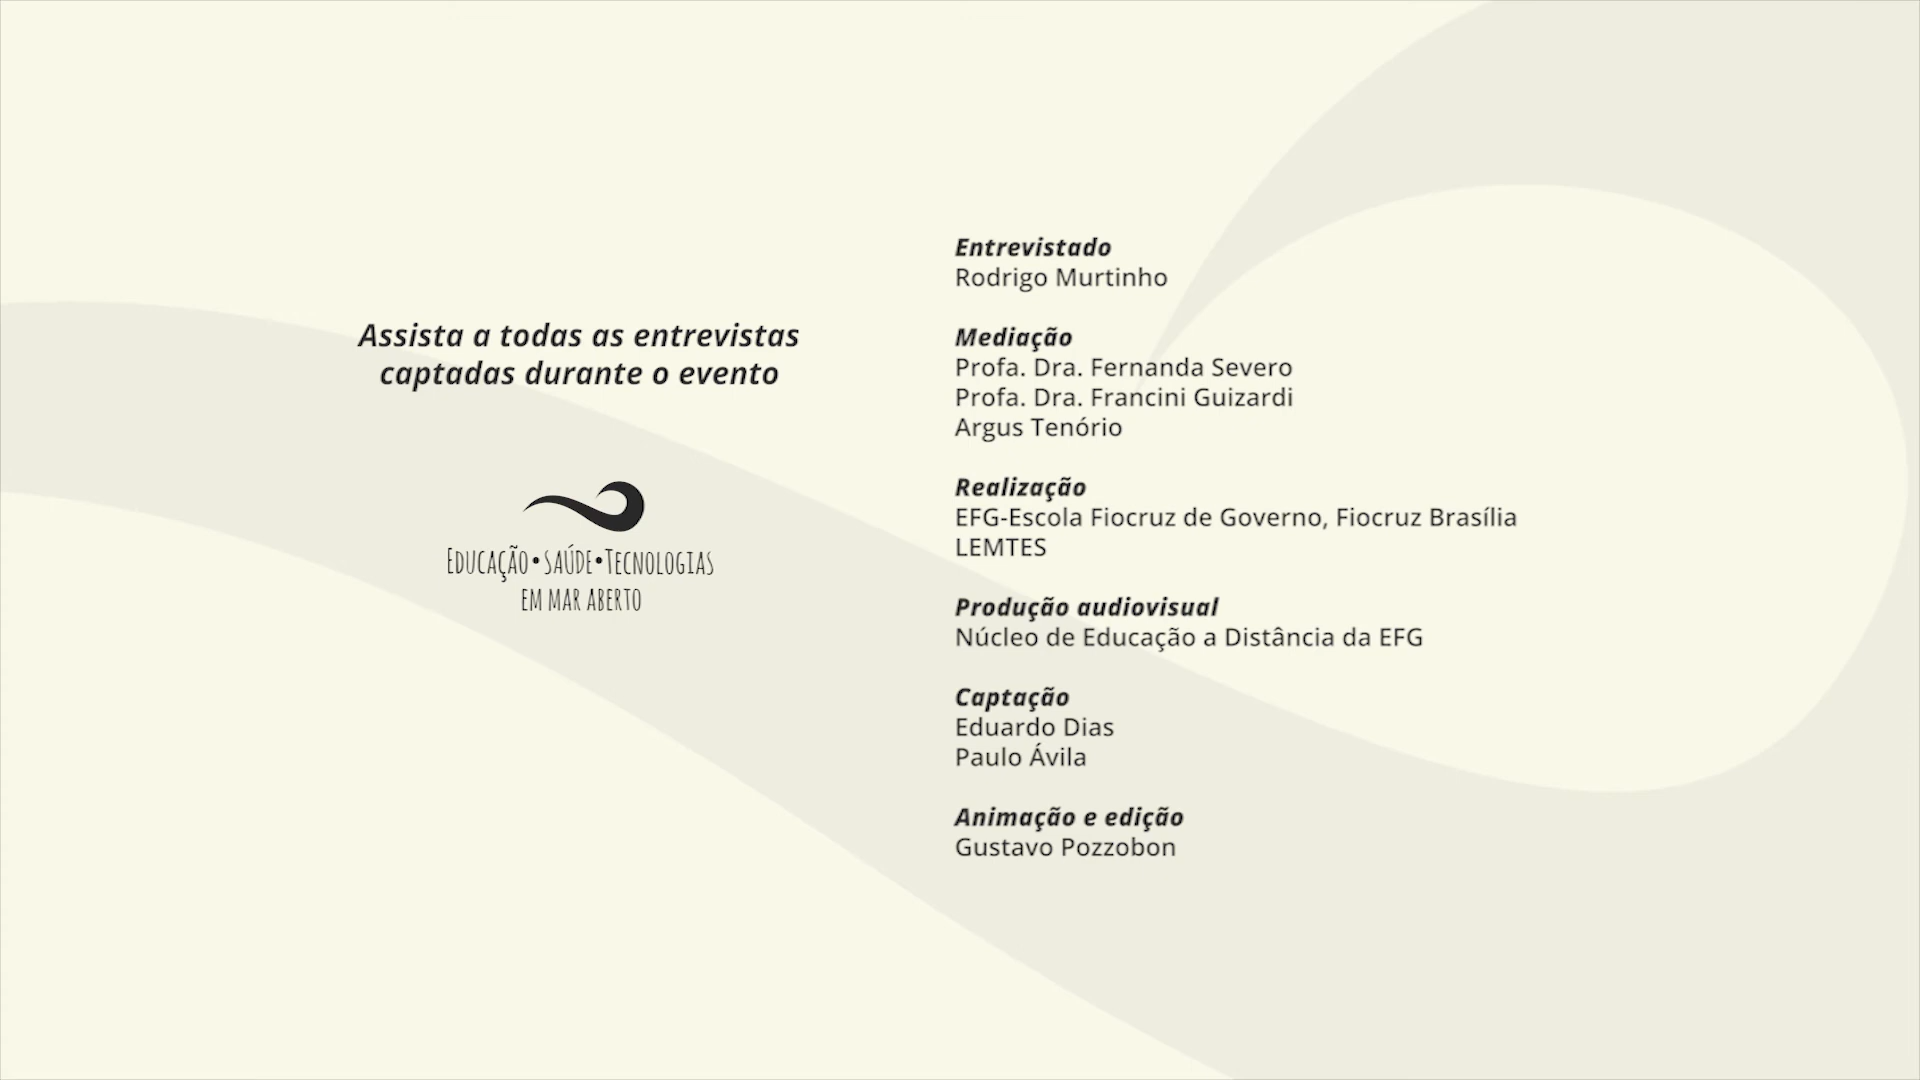 Assista a todas as entrevistas
captadas durante o evento
EDUCAÇÃO•SAÚDE•TECNOLOGIAS
EM MAR ABERTO
Entrevistado
Rodrigo Murtinho
Mediação
Profa. Dra. Fernanda Severo
Profa. Dra. Francini Guizardi
Argus Tenório
Realização
EFG-Escola Fiocruz de Governo, Fiocruz Brasília
LEMTES
Produção audiovisual
Núcleo de Educação a Distância da EFG
Captação
Eduardo Dias
Paulo Ávila
Animação e edição
Gustavo Pozzobon